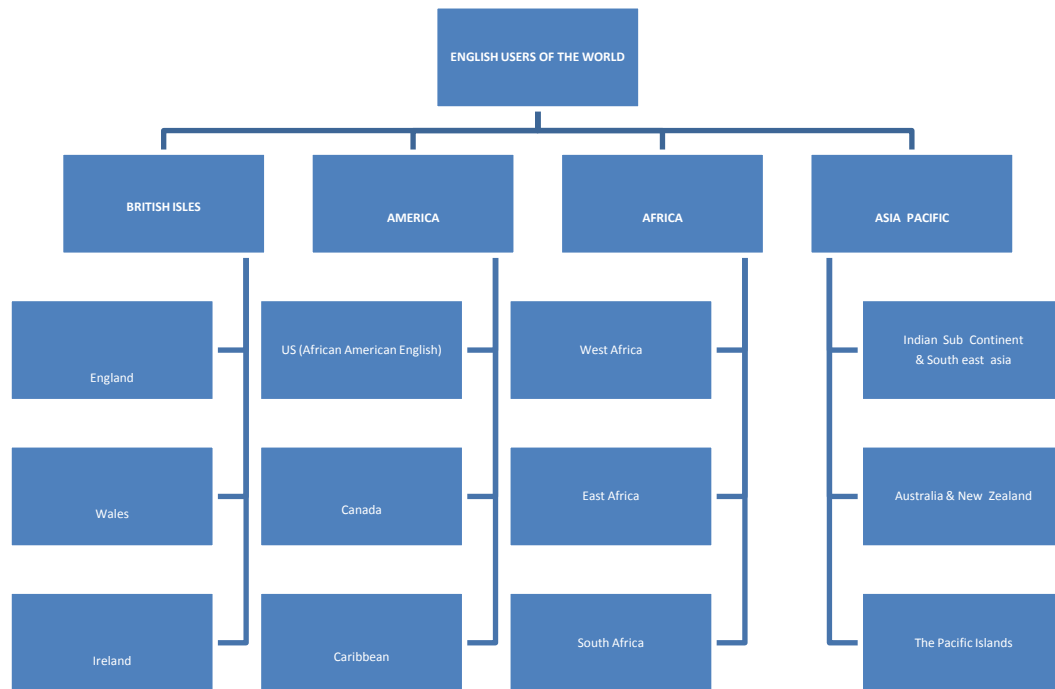 ENGLISH USERS OF THE WORLD
BRITISH ISLES
AMERICA
AFRICA
ASIA PACIFIC
England
US (African American English)
West Africa
Indian Sub Continent
& South east asia
Wales
Canada
East Africa
Australia & New Zealand
Ireland
Caribbean
South Africa
The Pacific Islands